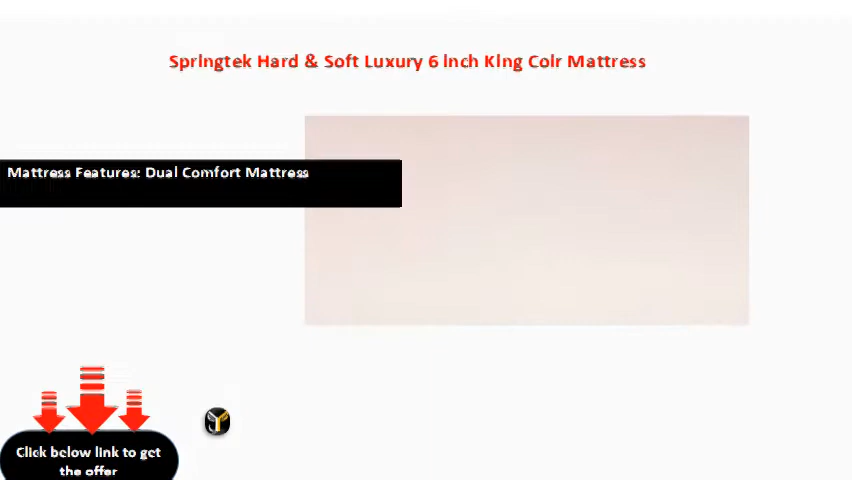 Springtek Hard & Soft Luxury 6 inch King Coir Mattress
Mattress Features: Dual Comfort Mattress
Click below link to get
the offer